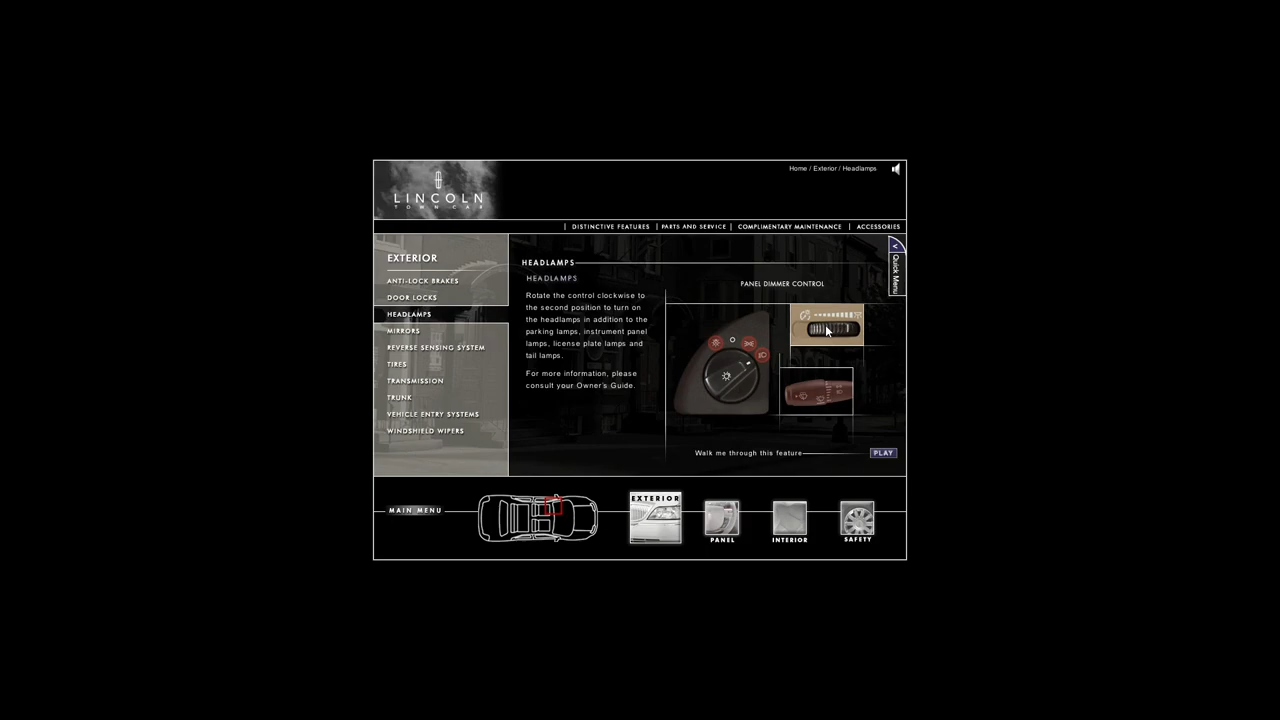 Home / Exterior / Headlamps
LINCOLN
TOWN CAR
DISTINCTIVE FEATURES | PARTS AND SERVICE | COMPLIMENTARY MAINTENANCE | ACCESSORIES
Quick Menu
EXTERIOR
ANTI-LOCK BRAKES
DOOR LOCKS
HEADLAMPS
MIRRORS
REVERSE SENSING SYSTEM
TIRES
TRANSMISSION
TRUNK
VEHICLE ENTRY SYSTEMS
WINDSHIELD WIPERS
HEADLAMPS
HEADLAMPS
Rotate the control clockwise to
the second position to turn on
the headlamps in addition to the
parking lamps, instrument panel
lamps, license plate lamps and
tail lamps.
For more information, please
consult your Owner's Guide.
PANEL DIMMER CONTROL
Walk me through this feature
PLAY
MAIN MENU
EXTERIOR
PANEL
INTERIOR
SAFETY